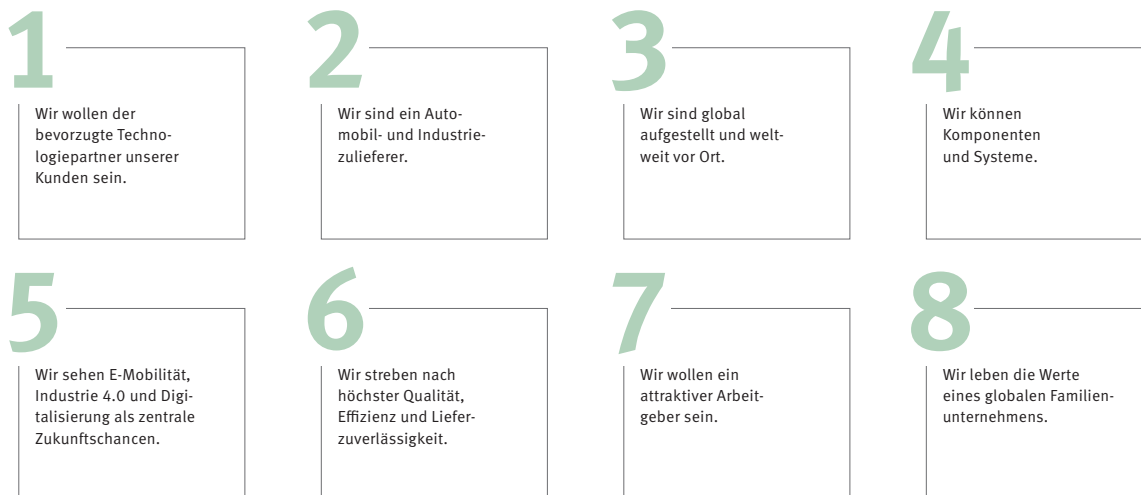 1
Wir wollen der
bevorzugte Techno-
logiepartner unserer
Kunden sein.
2
Wir sind ein Auto-
mobil- und Industrie-
zulieferer.
3
Wir sind global
aufgestellt und welt-
weit vor Ort.
4
Wir können
Komponenten
und Systeme.
5
Wir sehen E-Mobilität,
Industrie 4.0 und Digi-
talisierung als zentrale
Zukunftschancen.
6
Wir streben nach
höchster Qualität,
Effizienz und Liefer-
zuverlässigkeit.
7
Wir wollen ein
attraktiver Arbeit-
geber sein.
8
Wir leben die Werte
eines globalen Familien-
unternehmens.